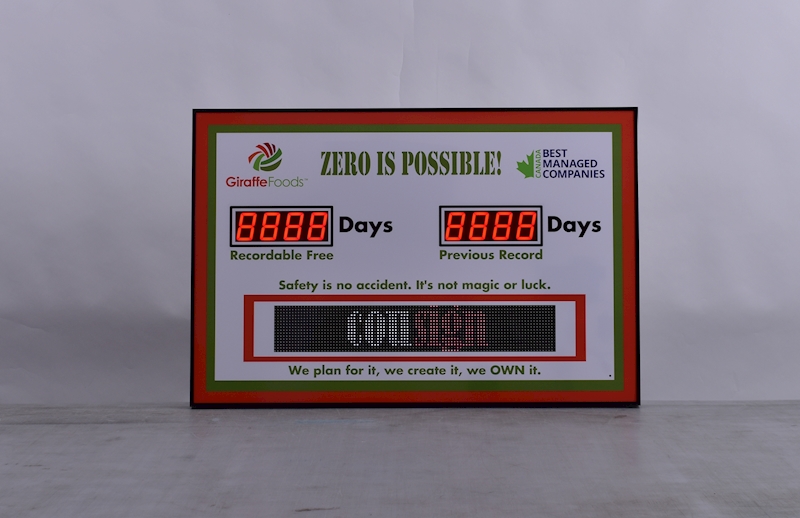 GiraffeFoods™
ZERO IS POSSIBLE!
CANADA
BEST
MANAGED
COMPANIES
8888 Days
Recordable Free
8888 Days
Previous Record
Safety is no accident. It's not magic or luck.
consign
We plan for it, we create it, we OWN it.